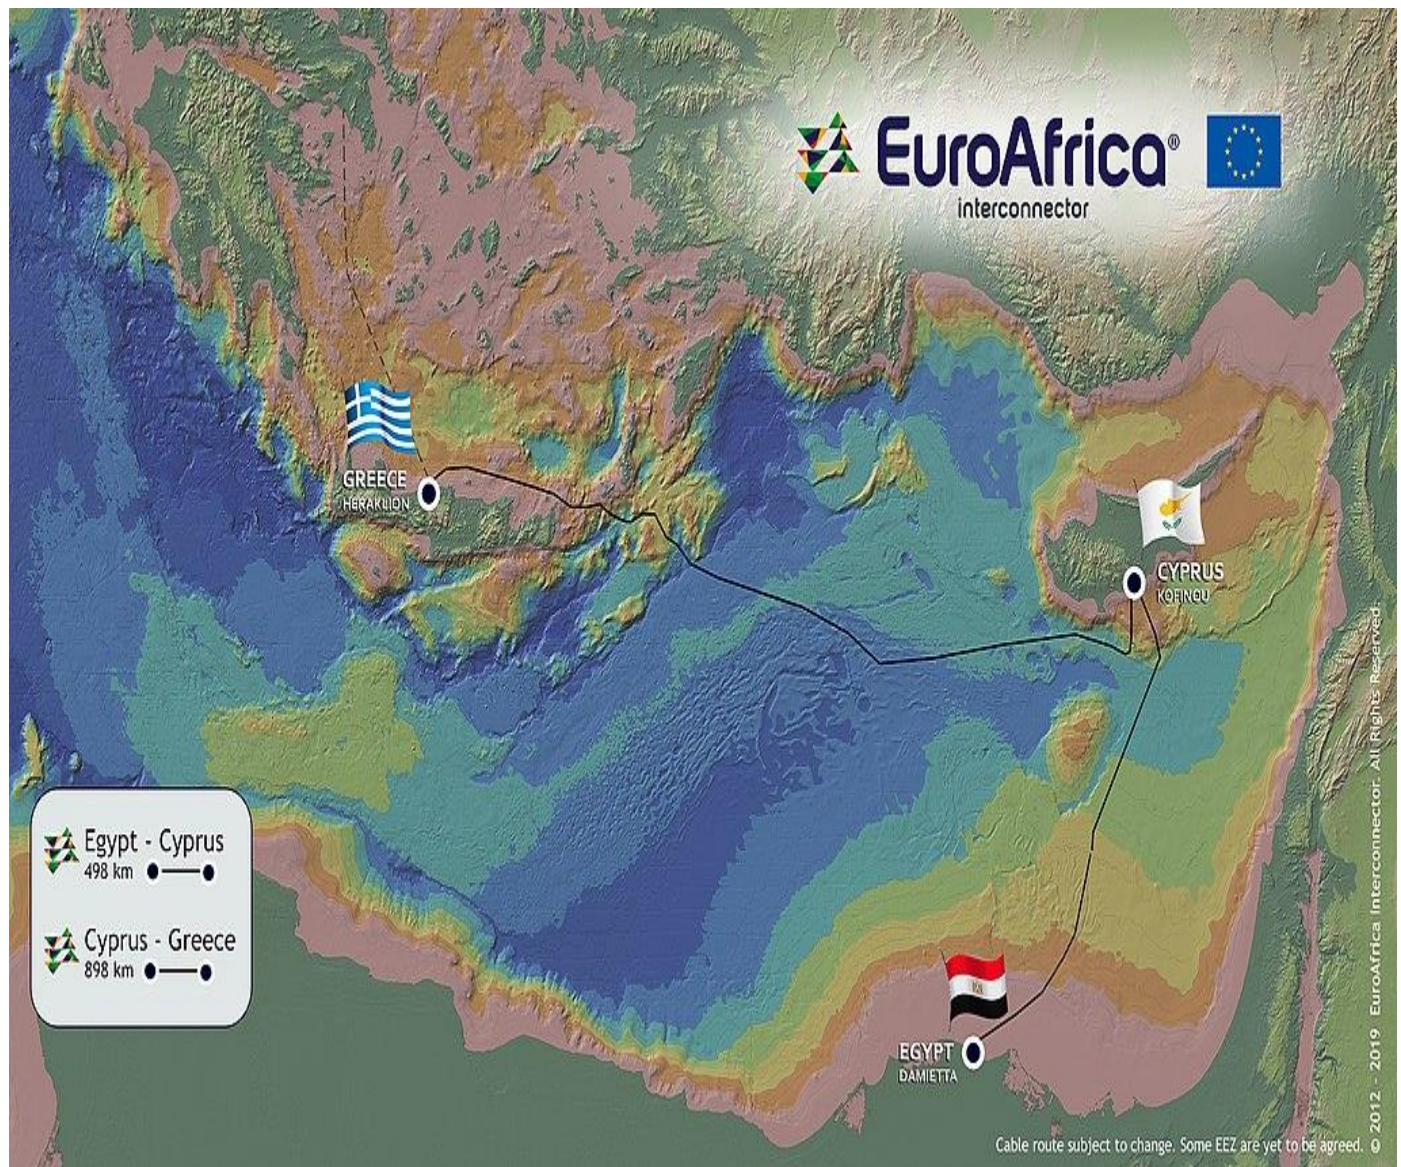 EuroAfrica®
interconnector
GREECE
HERAKLION
CYPRUS
KOFINOU
Egypt - Cyprus
498 km
Cyprus - Greece
898 km
EGYPT
DAMIETTA
Cable route subject to change. Some EEZ are yet to be agreed.
© 2012 - 2019 EuroAfrica Interconnector. All Rights Reserved.